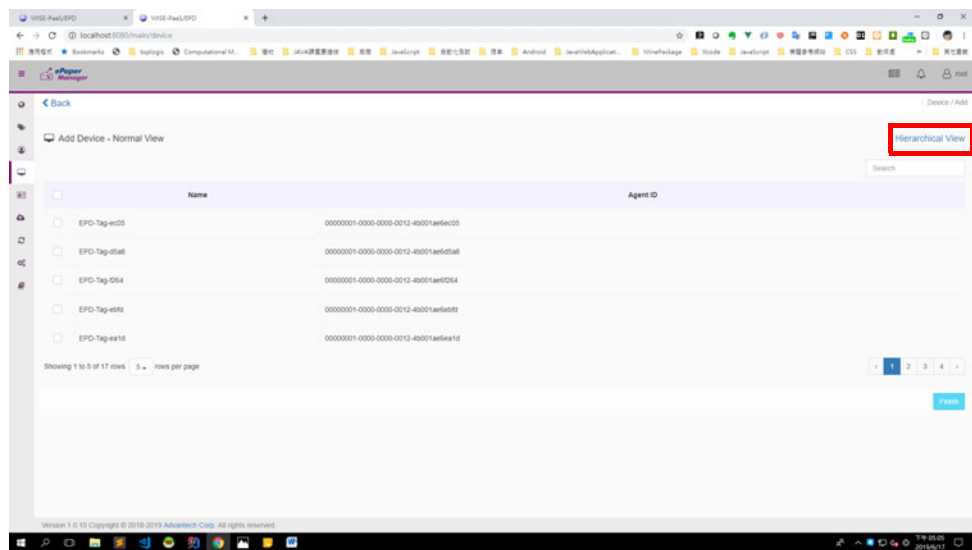 WISE-PaaS/EPD
WISE-PaaS/EPD
localhost:8080/main/device
Bookmarks
toplogix
Computational M...
JavaScript
Android
JavaWebApplicati...
WinePackage
Xcode
JavaScript
CSS
ePaper Manager
root
Back
Device / Add
Add Device - Normal View
Hierarchical View
Search
Name Agent ID
EPD-Tag-ec05 00000001-0000-0000-0012-4b001ae6ec05
EPD-Tag-d5a8 00000001-0000-0000-0012-4b001ae6d5a8
EPD-Tag-f264 00000001-0000-0000-0012-4b001ae6f264
EPD-Tag-ebfd 00000001-0000-0000-0012-4b001ae6ebfd
EPD-Tag-ea1d 00000001-0000-0000-0012-4b001ae6ea1d
Showing 1 to 5 of 17 rows 5 rows per page
‹ 1 2 3 4 ›
Finish
Version 1.0.15 Copyright © 2018-2019 Advantech Corp. All rights reserved.
下午 05:05
2019/6/17